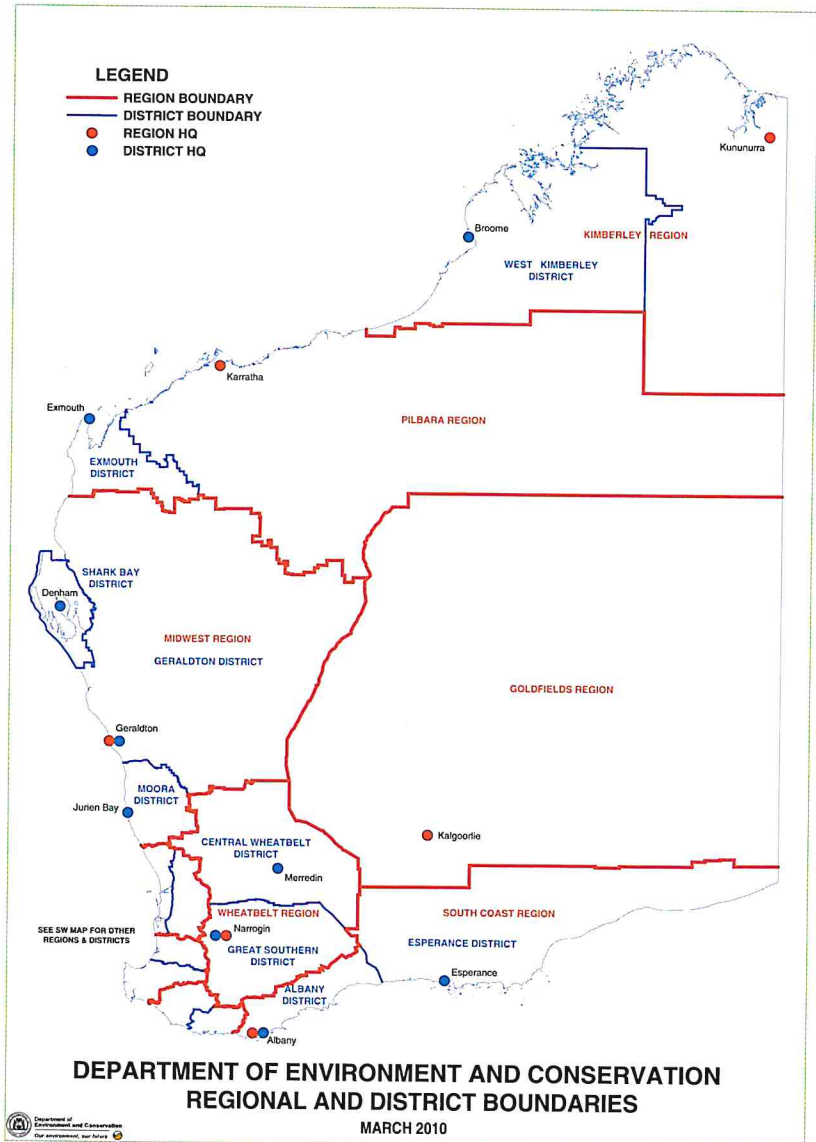 LEGEND
REGION BOUNDARY
DISTRICT BOUNDARY
REGION HQ
DISTRICT HQ
Kununurra
Broome
KIMBERLEY REGION
WEST KIMBERLEY
DISTRICT
Karratha
Exmouth
PILBARA REGION
EXMOUTH
DISTRICT
SHARK BAY
DISTRICT
Denham
MIDWEST REGION
GERALDTON DISTRICT
GOLDFIELDS REGION
Geraldton
MOORA
DISTRICT
Jurien Bay
Kalgoorlie
CENTRAL WHEATBELT
DISTRICT
Merredin
WHEATBELT REGION
SOUTH COAST REGION
SEE SW MAP FOR OTHER
REGIONS & DISTRICTS
Narrogin
GREAT SOUTHERN
DISTRICT
ESPERANCE DISTRICT
Esperance
ALBANY
DISTRICT
Albany
DEPARTMENT OF ENVIRONMENT AND CONSERVATION
REGIONAL AND DISTRICT BOUNDARIES
MARCH 2010
Department of
Environment and Conservation
Our environment, our future